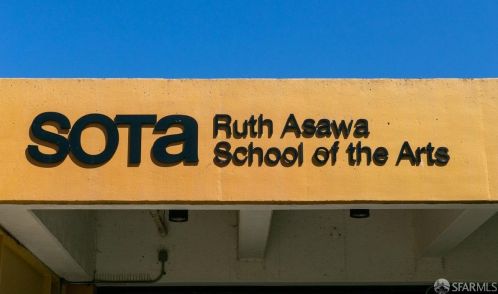 SOTa
Ruth Asawa
School of the Arts
SFARMLS